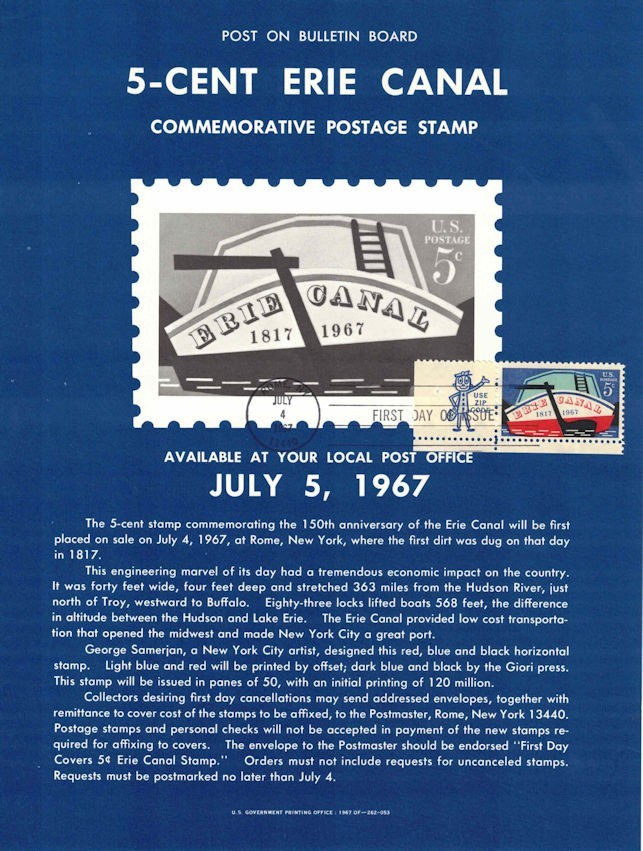 POST ON BULLETIN BOARD
5-CENT ERIE CANAL
COMMEMORATIVE POSTAGE STAMP
U.S.
POSTAGE
5c
ERIE CANAL
1817 1967
JULY
4
1967
13440
FIRST DAY OF ISSUE
USE
ZIP
CODE
U.S.
POSTAGE
5c
ERIE CANAL
1817 1967
AVAILABLE AT YOUR LOCAL POST OFFICE
JULY 5, 1967
The 5-cent stamp commemorating the 150th anniversary of the Erie Canal will be first
placed on sale on July 4, 1967, at Rome, New York, where the first dirt was dug on that day
in 1817.
This engineering marvel of its day had a tremendous economic impact on the country.
It was forty feet wide, four feet deep and stretched 363 miles from the Hudson River, just
north of Troy, westward to Buffalo. Eighty-three locks lifted boats 568 feet, the difference
in altitude between the Hudson and Lake Erie. The Erie Canal provided low cost transporta-
tion that opened the midwest and made New York City a great port.
George Samerjan, a New York City artist, designed this red, blue and black horizontal
stamp. Light blue and red will be printed by offset; dark blue and black by the Giori press.
This stamp will be issued in panes of 50, with an initial printing of 120 million.
Collectors desiring first day cancellations may send addressed envelopes, together with
remittance to cover cost of the stamps to be affixed, to the Postmaster, Rome, New York 13440.
Postage stamps and personal checks will not be accepted in payment of the new stamps re-
quired for affixing to covers. The envelope to the Postmaster should be endorsed "First Day
Covers 5¢ Erie Canal Stamp." Orders must not include requests for uncanceled stamps.
Requests must be postmarked no later than July 4.
U.S. GOVERNMENT PRINTING OFFICE : 1967 OF—262-053